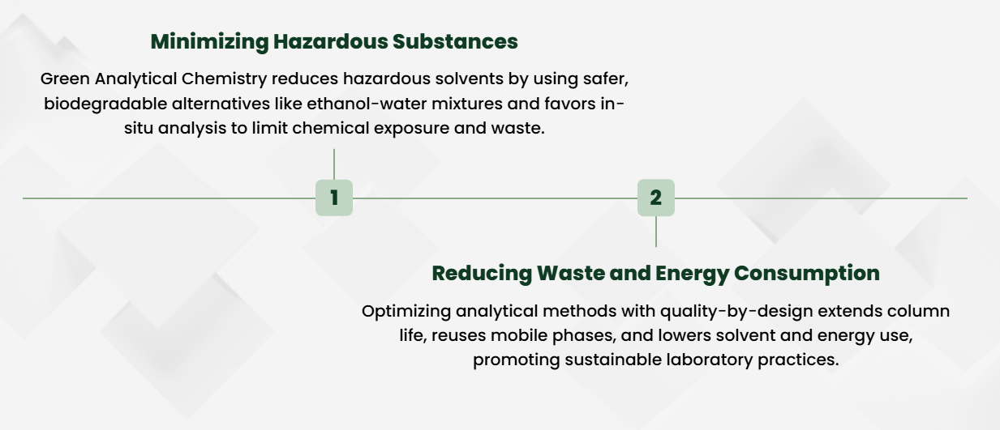 Minimizing Hazardous Substances
Green Analytical Chemistry reduces hazardous solvents by using safer,
biodegradable alternatives like ethanol-water mixtures and favors in-
situ analysis to limit chemical exposure and waste.
1
2
Reducing Waste and Energy Consumption
Optimizing analytical methods with quality-by-design extends column
life, reuses mobile phases, and lowers solvent and energy use,
promoting sustainable laboratory practices.